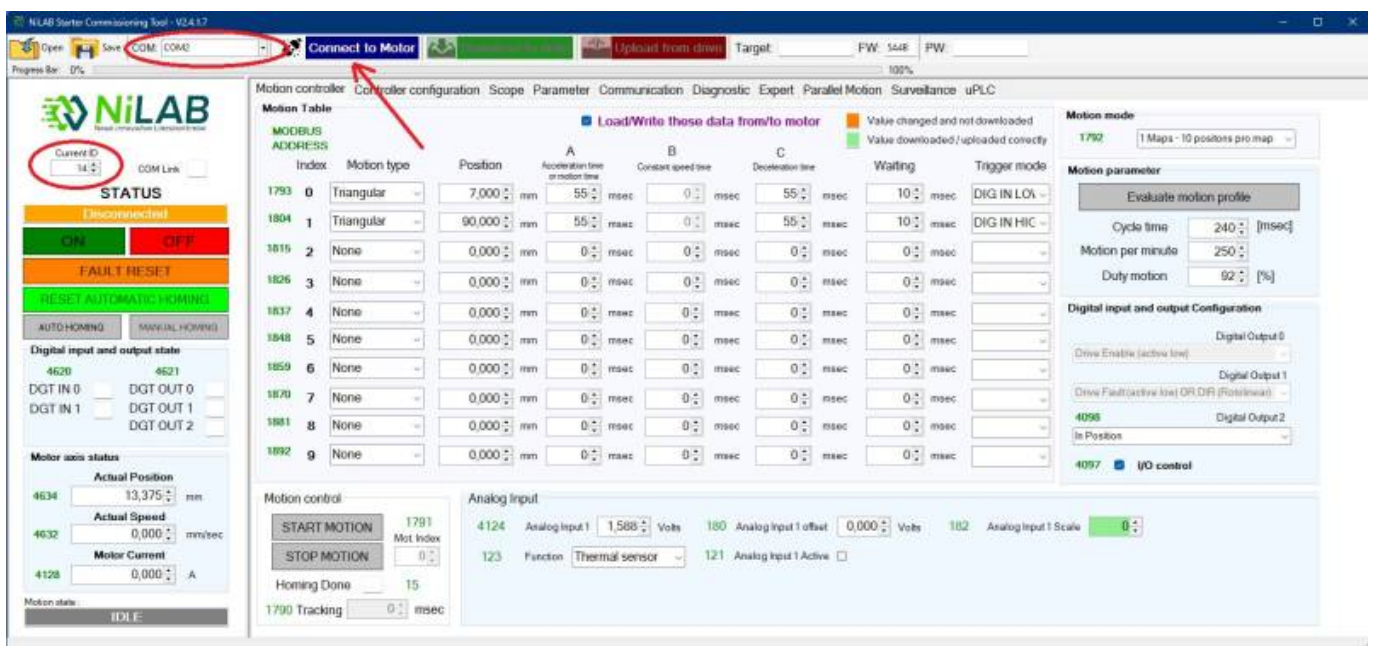 NiLAB Starter Commissioning Tool - V2.4.1.7
Open Save COM: COM2 Connect to Motor Upload from drive Target: FW: 5448 PW:
Progress Bar: 0% 100%
NiLAB
Current ID
14 COM Link
STATUS
Disconnected
ON OFF
FAULT RESET
RESET AUTOMATIC HOMING
AUTO HOMING MANUAL HOMING
Digital input and output state
4620 4621
DGT IN 0 DGT OUT 0
DGT IN 1 DGT OUT 1
DGT OUT 2
Motor axis status
Actual Position
4634 13,375 mm
Actual Speed
4632 0,000 mm/sec
Motor Current
4128 0,000 A
Motion state:
IDLE
Motion controller Controller configuration Scope Parameter Communication Diagnostic Expert Parallel Motion Surveillance uPLC
Motion Table
Load/Write those data from/to motor
Value changed and not downloaded
Value downloaded / uploaded correctly
MODBUS
ADDRESS
A B C
Index Motion type Position Acceleration time or motion time Constant speed time Deceleration time Waiting Trigger mode
1793 0 Triangular 7,000 mm 55 msec 0 msec 55 msec 10 msec DIG IN LOW
1804 1 Triangular 90,000 mm 55 msec 0 msec 55 msec 10 msec DIG IN HIC
1815 2 None 0,000 mm 0 msec 0 msec 0 msec 0 msec
1826 3 None 0,000 mm 0 msec 0 msec 0 msec 0 msec
1837 4 None 0,000 mm 0 msec 0 msec 0 msec 0 msec
1848 5 None 0,000 mm 0 msec 0 msec 0 msec 0 msec
1859 6 None 0,000 mm 0 msec 0 msec 0 msec 0 msec
1870 7 None 0,000 mm 0 msec 0 msec 0 msec 0 msec
1881 8 None 0,000 mm 0 msec 0 msec 0 msec 0 msec
1892 9 None 0,000 mm 0 msec 0 msec 0 msec 0 msec
Motion control
START MOTION 1791
Mot Index
STOP MOTION 0
Homing Done 15
1790 Tracking 0 msec
Analog Input
4124 Analog Input 1 1,588 Volts 180 Analog Input 1 offset 0,000 Volts 182 Analog Input 1 Scale 0
123 Function Thermal sensor 121 Analog Input 1 Active
Motion mode
1792 1 Maps - 10 positons pro map
Motion parameter
Evaluate motion profile
Cycle time 240 [msec]
Motion per minute 250
Duty motion 92 [%]
Digital input and output Configuration
Digital Output 0
Drive Enable (active low)
Digital Output 1
Drive Fault(active low) OR DIR (Rotolinear)
4098 Digital Output 2
In Position
4097 I/O control